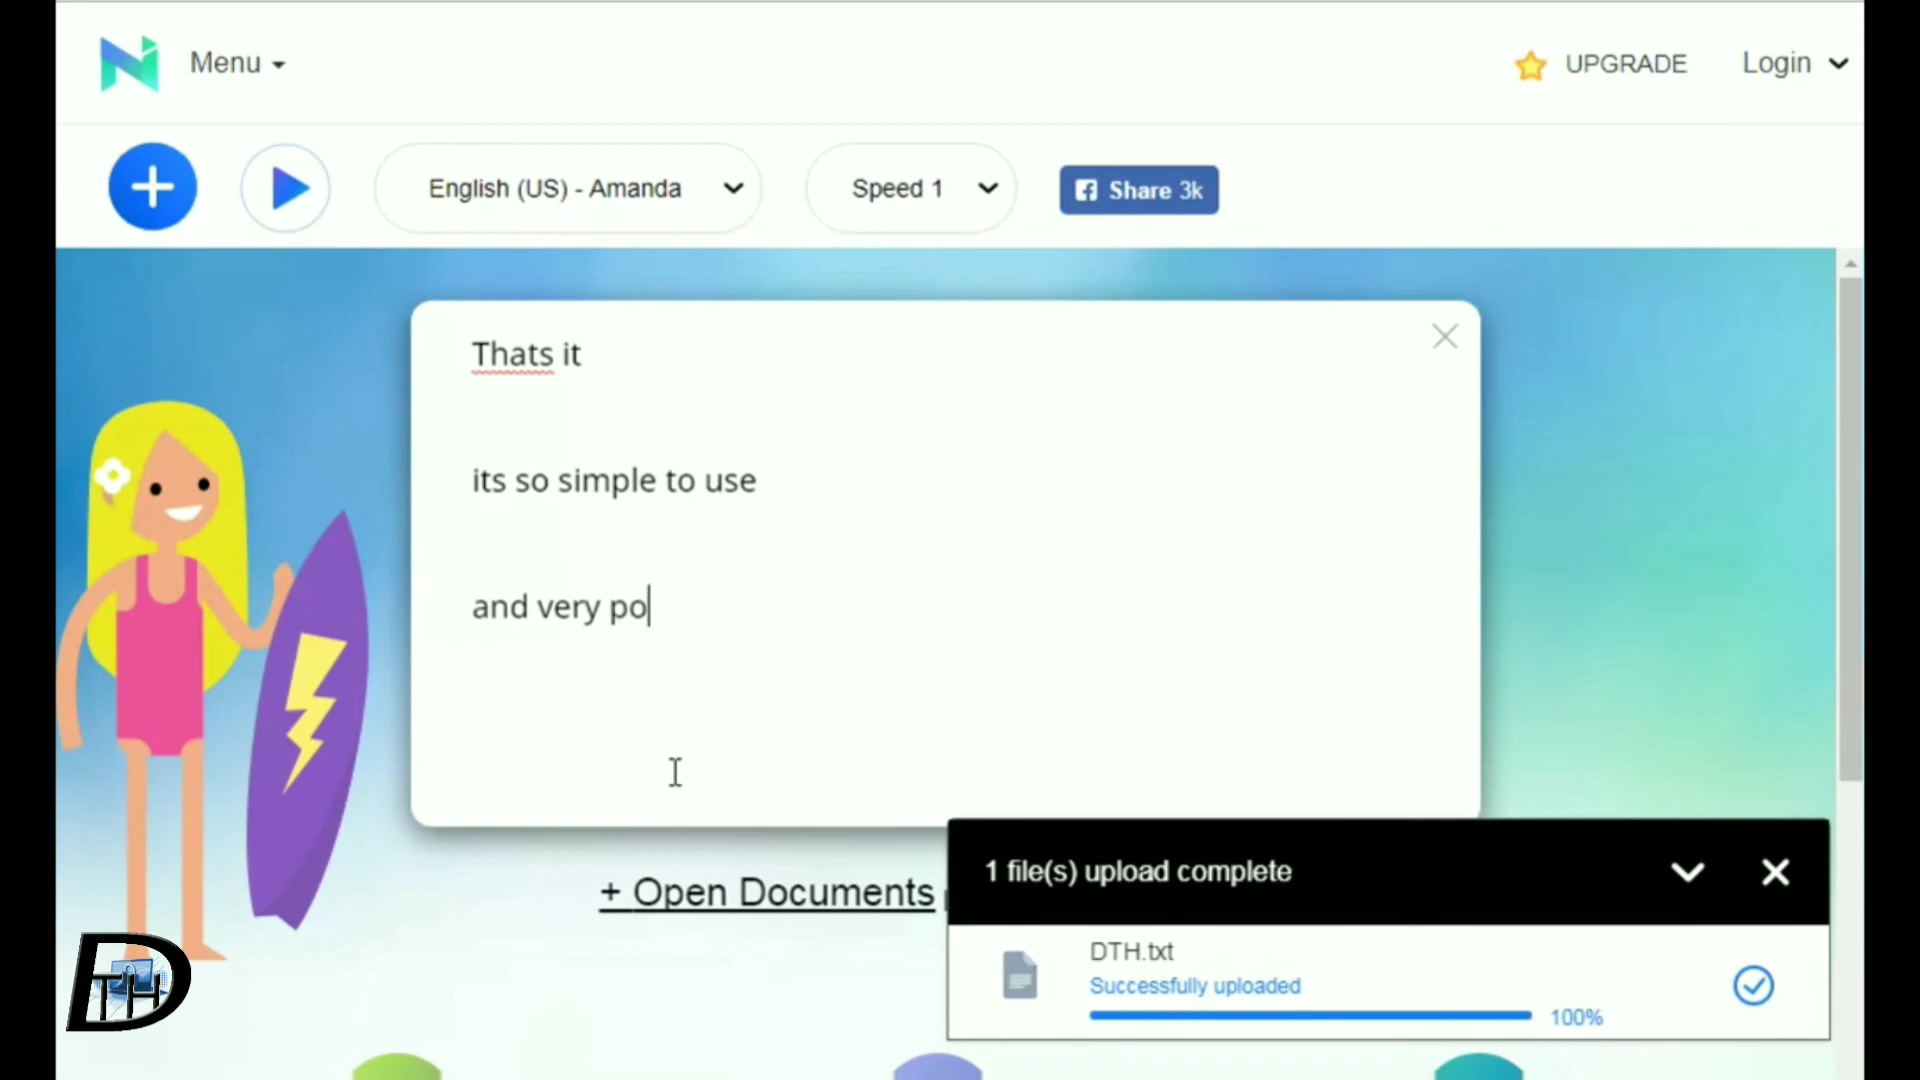 Menu
UPGRADE
Login
English (US) - Amanda
Speed 1
Share 3k
Thats it
its so simple to use
and very po
+ Open Documents
1 file(s) upload complete
DTH.txt
Successfully uploaded
100%
DTH